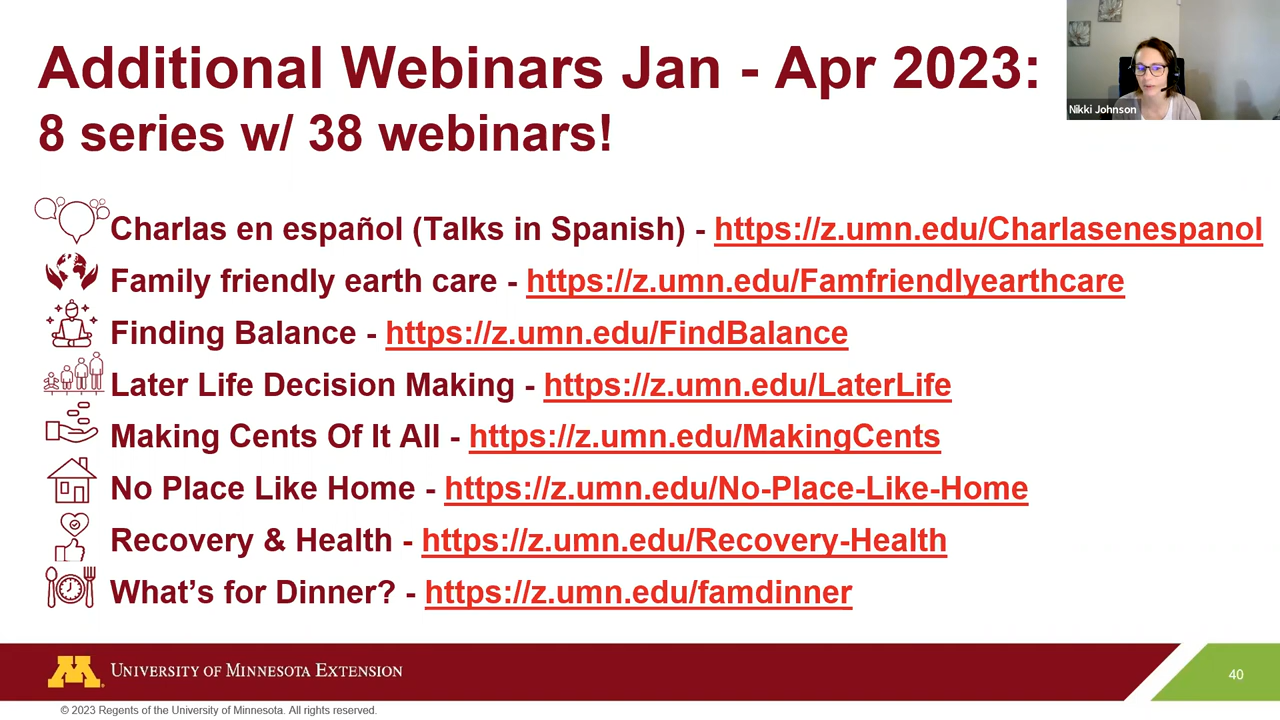 Additional Webinars Jan - Apr 2023:
8 series w/ 38 webinars!
Nikki Johnson
Charlas en español (Talks in Spanish) - https://z.umn.edu/Charlasenespanol
Family friendly earth care - https://z.umn.edu/Famfriendlyearthcare
Finding Balance - https://z.umn.edu/FindBalance
Later Life Decision Making - https://z.umn.edu/LaterLife
Making Cents Of It All - https://z.umn.edu/MakingCents
No Place Like Home - https://z.umn.edu/No-Place-Like-Home
Recovery & Health - https://z.umn.edu/Recovery-Health
What’s for Dinner? - https://z.umn.edu/famdinner
M University of Minnesota Extension
40
© 2023 Regents of the University of Minnesota. All rights reserved.